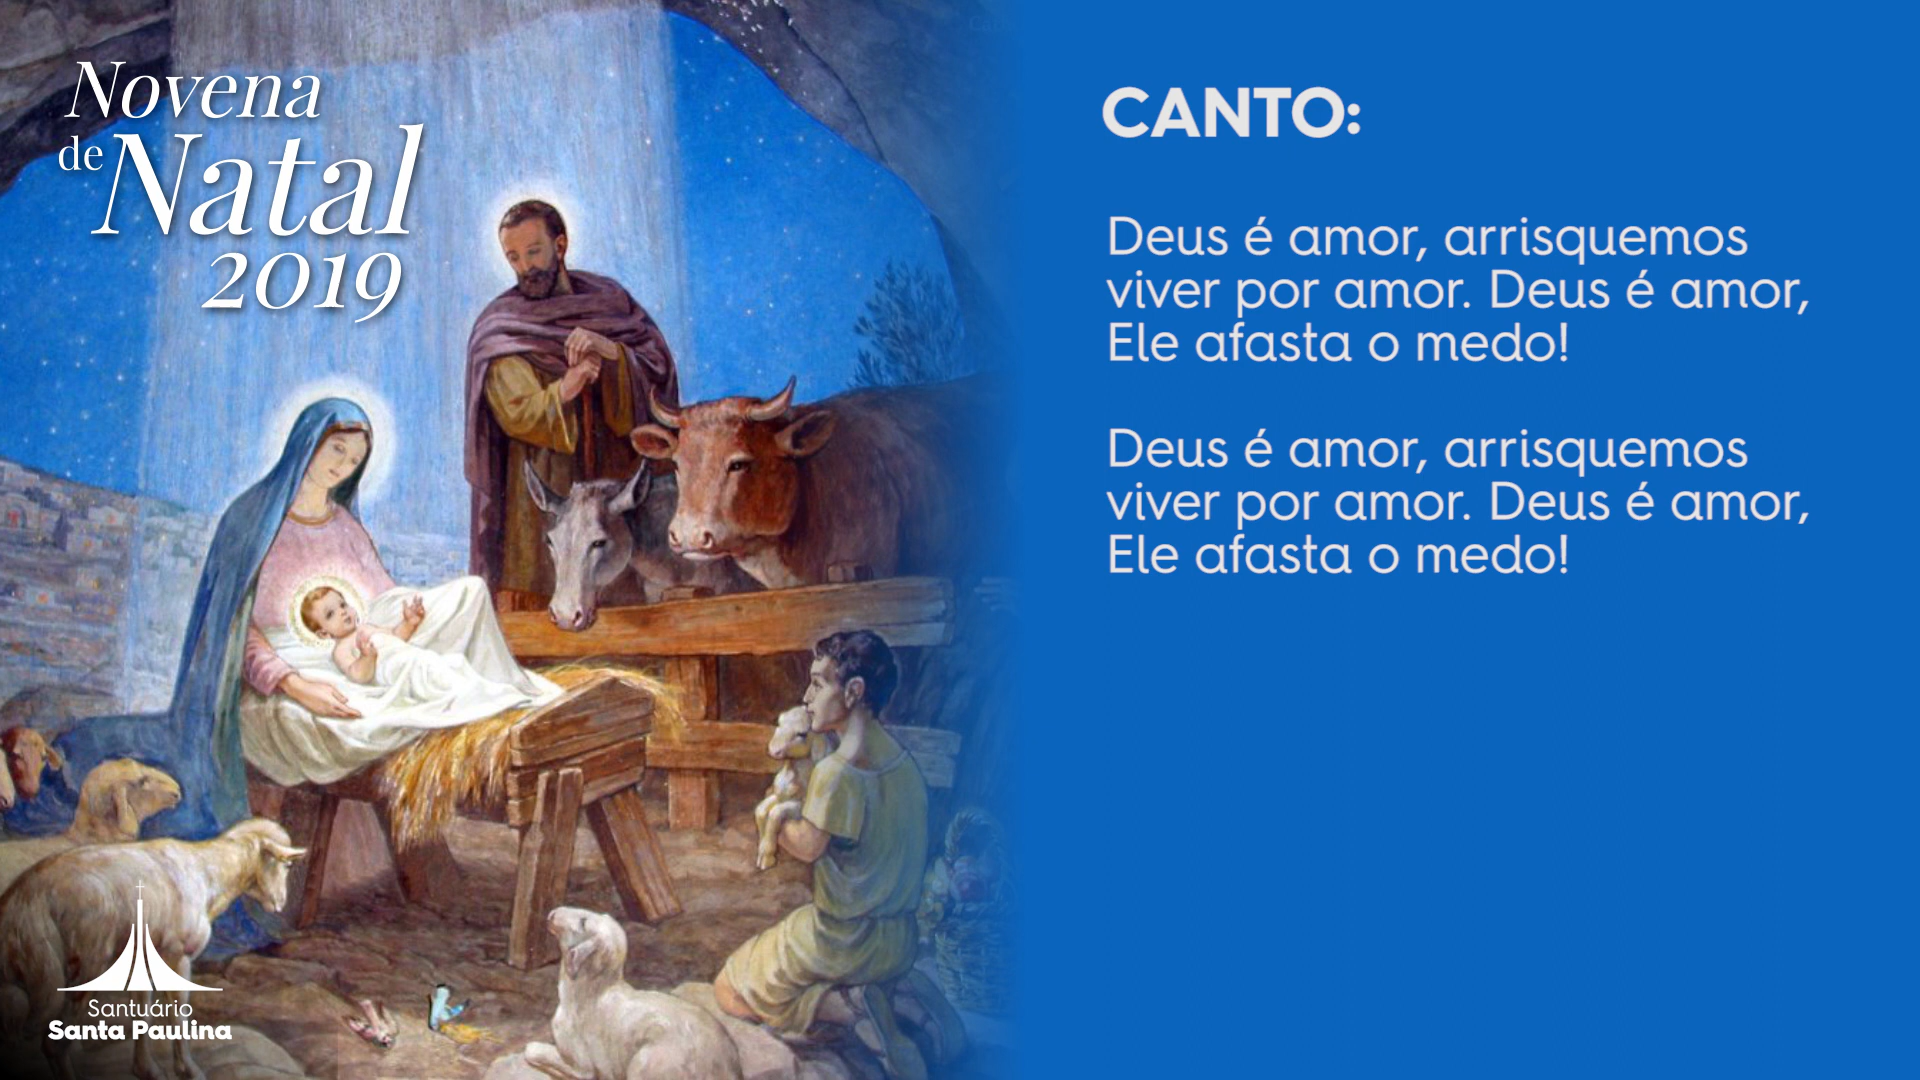 Novena
de Natal
2019
CANTO:
Deus é amor, arrisquemos
viver por amor. Deus é amor,
Ele afasta o medo!
Deus é amor, arrisquemos
viver por amor. Deus é amor,
Ele afasta o medo!
Santuário
Santa Paulina